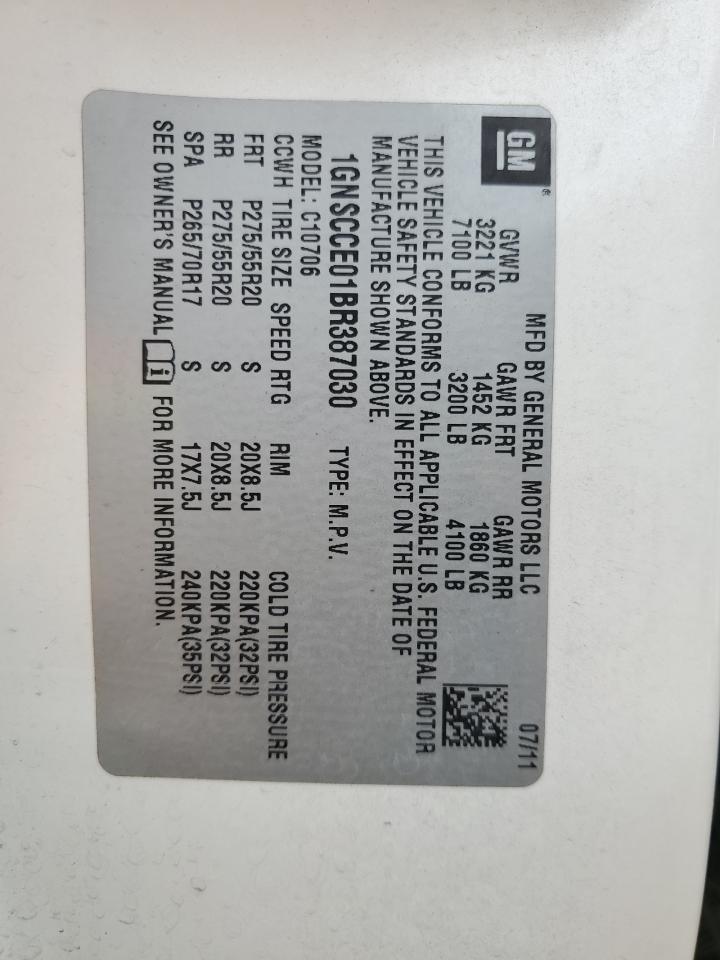 GM®
MFD BY GENERAL MOTORS LLC 07/11
GVWR GAWR FRT GAWR RR
3221 KG 1452 KG 1860 KG
7100 LB 3200 LB 4100 LB
THIS VEHICLE CONFORMS TO ALL APPLICABLE U.S. FEDERAL MOTOR
VEHICLE SAFETY STANDARDS IN EFFECT ON THE DATE OF
MANUFACTURE SHOWN ABOVE.
1GNSCCE01BR387030 TYPE: M.P.V.
MODEL: C10706
CCWH TIRE SIZE SPEED RTG RIM COLD TIRE PRESSURE
FRT P275/55R20 S 20X8.5J 220KPA(32PSI)
RR P275/55R20 S 20X8.5J 220KPA(32PSI)
SPA P265/70R17 S 17X7.5J 240KPA(35PSI)
SEE OWNER'S MANUAL i FOR MORE INFORMATION.